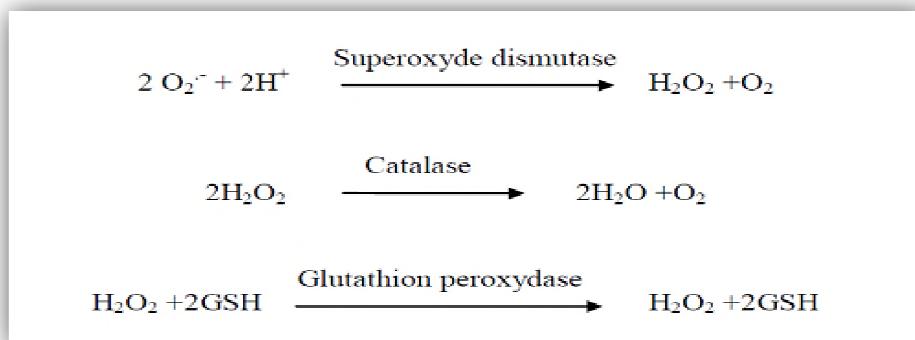 Superoxyde dismutase
2 O₂·⁻ + 2H⁺ → H₂O₂ +O₂
Catalase
2H₂O₂ → 2H₂O +O₂
Glutathion peroxydase
H₂O₂ +2GSH → H₂O₂ +2GSH